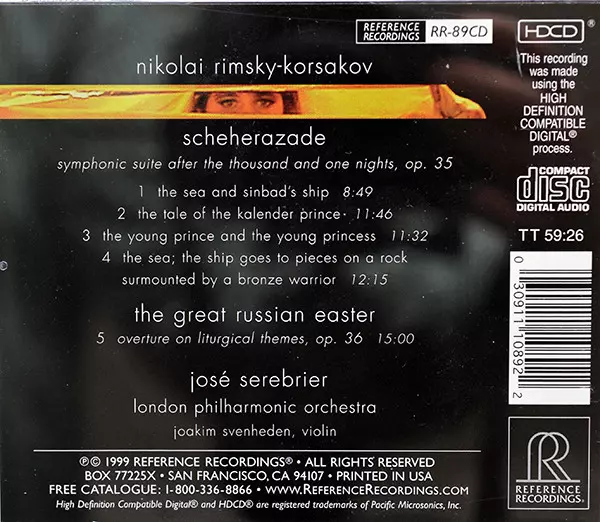 REFERENCE
RECORDINGS
RR-89CD
HDCD®
nikolai rimsky-korsakov
This recording
was made
using the
HIGH
DEFINITION
COMPATIBLE
DIGITAL®
process.
scheherazade
symphonic suite after the thousand and one nights, op. 35
1 the sea and sinbad's ship 8:49
2 the tale of the kalender prince 11:46
3 the young prince and the young princess 11:32
4 the sea; the ship goes to pieces on a rock
surmounted by a bronze warrior 12:15
COMPACT
disc
DIGITAL AUDIO
TT 59:26
the great russian easter
5 overture on liturgical themes, op. 36 15:00
0 30911 10892 2
josé serebrier
london philharmonic orchestra
joakim svenheden, violin
RR
REFERENCE
RECORDINGS®
℗© 1999 REFERENCE RECORDINGS® • ALL RIGHTS RESERVED
BOX 77225X • SAN FRANCISCO, CA 94107 • PRINTED IN USA
FREE CATALOGUE: 1-800-336-8866 • WWW.REFERENCERECORDINGS.COM
High Definition Compatible Digital® and HDCD® are registered trademarks of Pacific Microsonics, Inc.